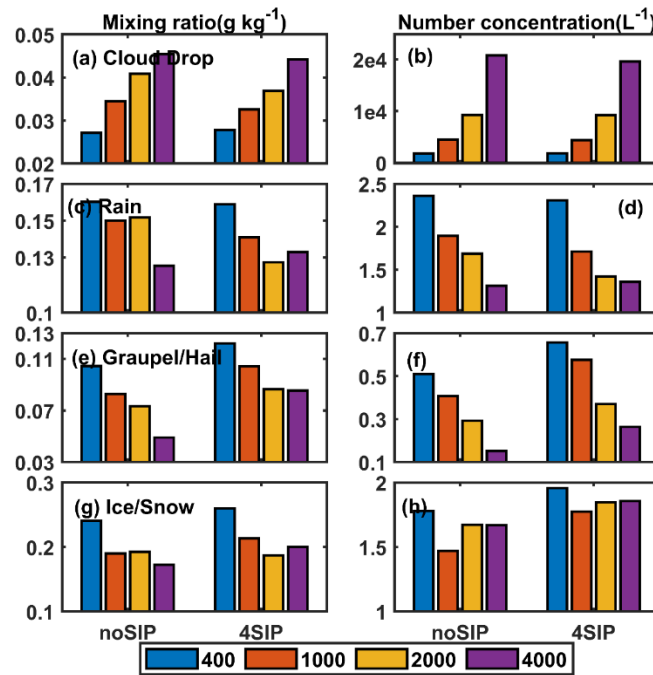 Mixing ratio(g kg⁻¹) Number concentration(L⁻¹)
0.05 (a) Cloud Drop 2e4 (b)
0.04 1e4
0.03
0.02 0
0.17 (c) Rain 2.5 (d)
0.15 2
0.13 1.5
0.1 1
0.13 (e) Graupel/Hail 0.7 (f)
0.11 0.5
0.07 0.3
0.03 0.1
0.3 (g) Ice/Snow 2 (h)
0.2 1.5
0.1 1
noSIP 4SIP noSIP 4SIP
400 1000 2000 4000